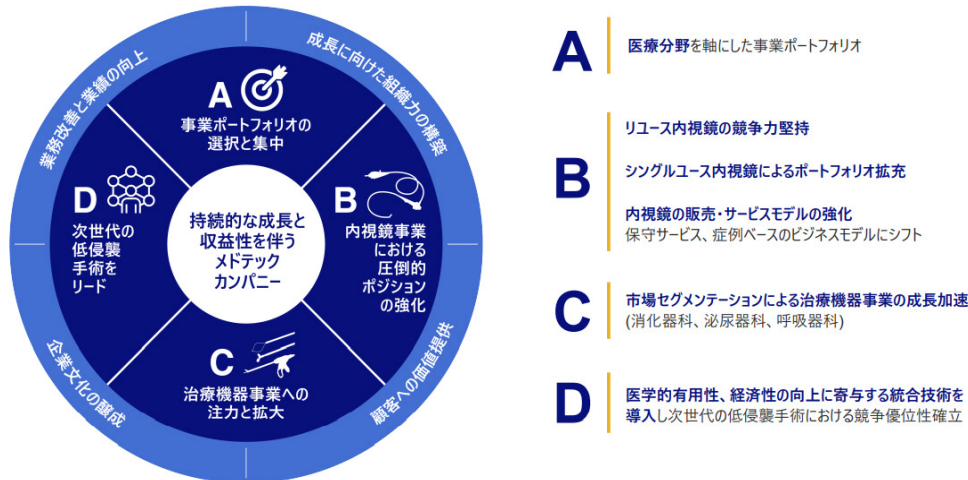 業務改善と業績の向上
成長に向けた組織力の構築
A
事業ポートフォリオの
選択と集中
D
次世代の
低侵襲
手術を
リード
持続的な成長と
収益性を伴う
メドテック
カンパニー
B
内視鏡事業
における
圧倒的
ポジション
の強化
C
治療機器事業への
注力と拡大
企業文化の醸成
顧客への価値提供
A
医療分野を軸にした事業ポートフォリオ
B
リユース内視鏡の競争力堅持
シングルユース内視鏡によるポートフォリオ拡充
内視鏡の販売・サービスモデルの強化
保守サービス、症例ベースのビジネスモデルにシフト
C
市場セグメンテーションによる治療機器事業の成長加速
(消化器科、泌尿器科、呼吸器科)
D
医学的有用性、経済性の向上に寄与する統合技術を
導入し次世代の低侵襲手術における競争優位性確立